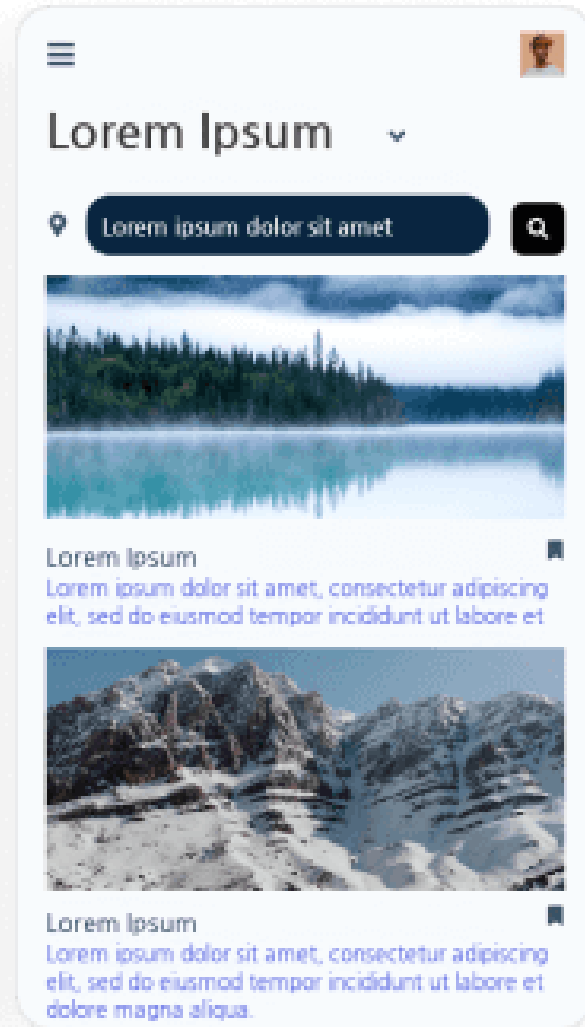 Lorem Ipsum
Lorem ipsum dolor sit amet
Lorem Ipsum
Lorem ipsum dolor sit amet, consectetur adipiscing
elit, sed do eiusmod tempor incididunt ut labore et
Lorem Ipsum
Lorem ipsum dolor sit amet, consectetur adipiscing
elit, sed do eiusmod tempor incididunt ut labore et
dolore magna aliqua.